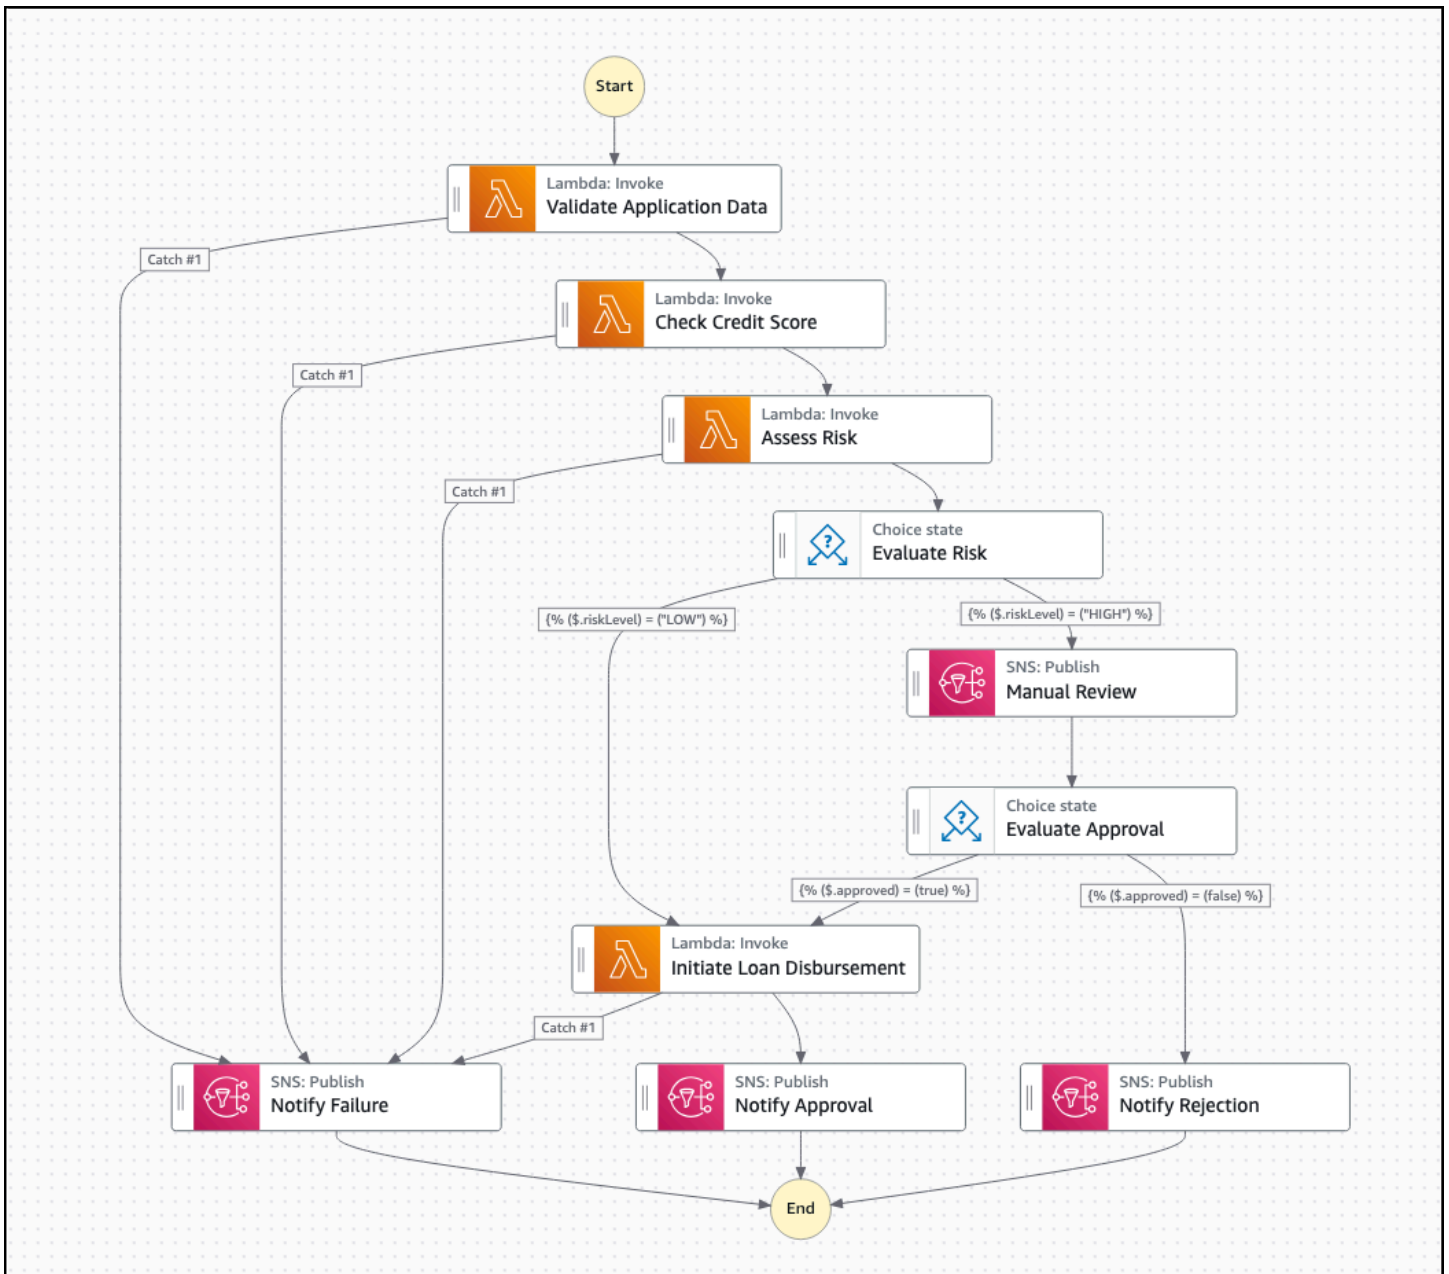 Start
Lambda: Invoke
Validate Application Data
Catch #1
Lambda: Invoke
Check Credit Score
Catch #1
Lambda: Invoke
Assess Risk
Catch #1
Choice state
Evaluate Risk
{% ($.riskLevel) = ("LOW") %}
{% ($.riskLevel) = ("HIGH") %}
SNS: Publish
Manual Review
Choice state
Evaluate Approval
{% ($.approved) = (true) %}
{% ($.approved) = (false) %}
Lambda: Invoke
Initiate Loan Disbursement
Catch #1
SNS: Publish
Notify Failure
SNS: Publish
Notify Approval
SNS: Publish
Notify Rejection
End